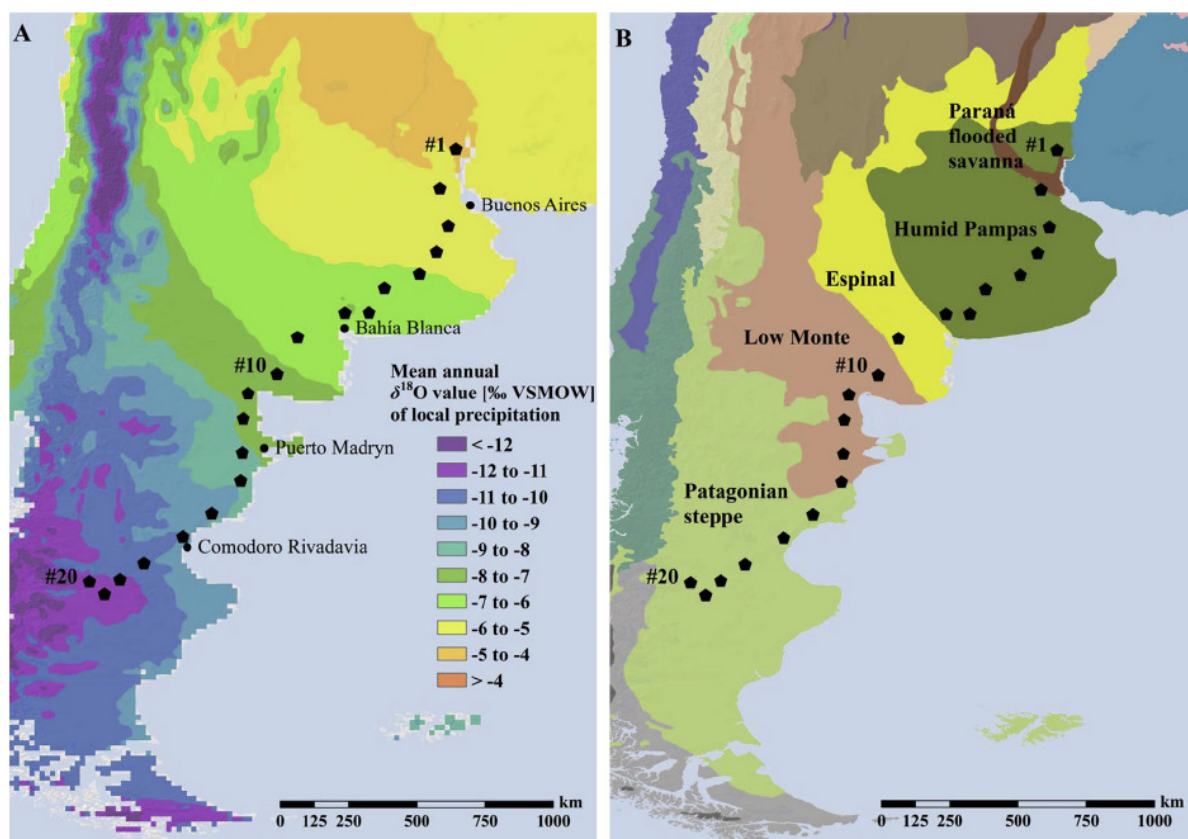 A
#1
Buenos Aires
Bahía Blanca
#10
Mean annual
δ18O value [‰ VSMOW]
of local precipitation
< -12
-12 to -11
-11 to -10
-10 to -9
-9 to -8
-8 to -7
-7 to -6
-6 to -5
-5 to -4
> -4
Puerto Madryn
Comodoro Rivadavia
#20
km
0 125 250 500 750 1000
B
Paraná
flooded
savanna
#1
Humid Pampas
Espinal
Low Monte
#10
Patagonian
steppe
#20
km
0 125 250 500 750 1000